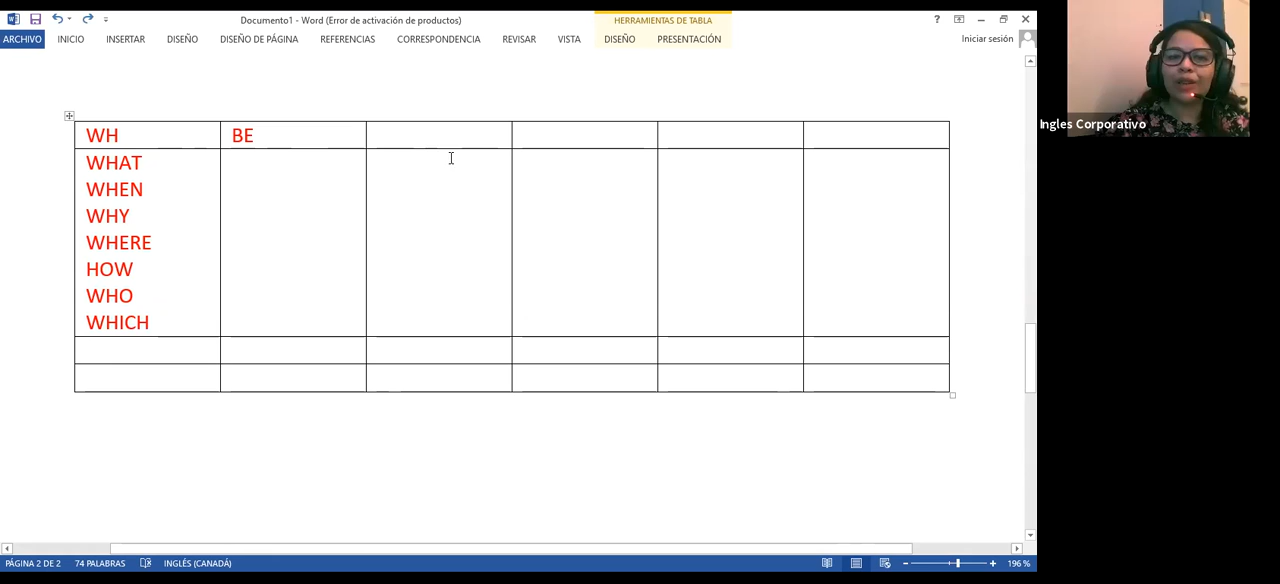 Documento1 - Word (Error de activación de productos)
HERRAMIENTAS DE TABLA
?
ARCHIVO INICIO INSERTAR DISEÑO DISEÑO DE PÁGINA REFERENCIAS CORRESPONDENCIA REVISAR VISTA DISEÑO PRESENTACIÓN Iniciar sesión
Ingles Corporativo
WH BE
WHAT
WHEN
WHY
WHERE
HOW
WHO
WHICH
PÁGINA 2 DE 2 74 PALABRAS INGLÉS (CANADÁ) 196 %